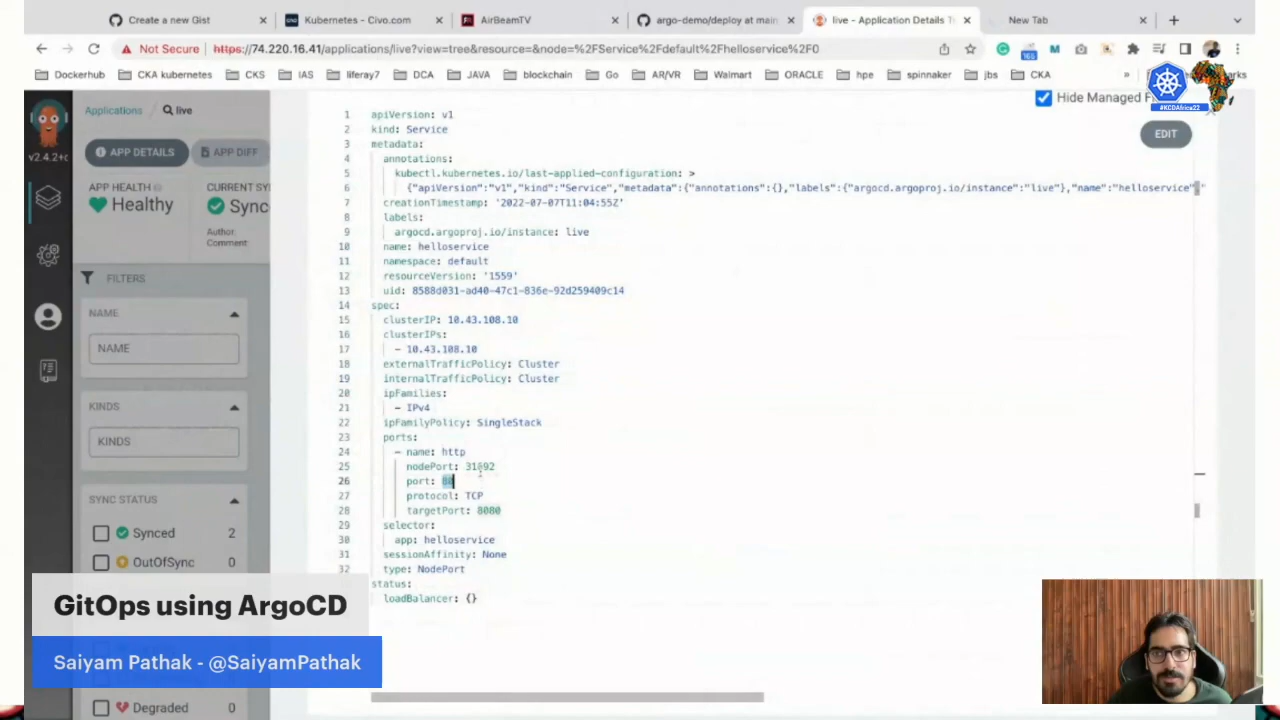 Create a new Gist
Kubernetes - Civo.com
AirBeamTV
argo-demo/deploy at main
live - Application Details T
New Tab
Not Secure https://74.220.16.41/applications/live?view=tree&resource=&node=%2FService%2Fdefault%2Fhelloservice%2F0
165
M
Dockerhub CKA kubernetes CKS IAS liferay7 DCA JAVA blockchain Go AR/VR Walmart ORACLE hpe spinnaker jbs CKA »
#KCDAfrica22
v2.4.2+c
Applications live
APP DETAILS APP DIFF
APP HEALTH CURRENT SY
Healthy Sync
Author:
Comment:
FILTERS
NAME
NAME
KINDS
KINDS
SYNC STATUS
Synced 2
OutOfSync 0
Degraded 0
Hide Managed
EDIT
1 apiVersion: v1
2 kind: Service
3 metadata:
4 annotations:
5 kubectl.kubernetes.io/last-applied-configuration: >
6 {"apiVersion":"v1","kind":"Service","metadata":{"annotations":{},"labels":{"argocd.argoproj.io/instance":"live"},"name":"helloservice"
7 creationTimestamp: '2022-07-07T11:04:55Z'
8 labels:
9 argocd.argoproj.io/instance: live
10 name: helloservice
11 namespace: default
12 resourceVersion: '1559'
13 uid: 8588d031-ad40-47c1-836e-92d259409c14
14 spec:
15 clusterIP: 10.43.108.10
16 clusterIPs:
17 - 10.43.108.10
18 externalTrafficPolicy: Cluster
19 internalTrafficPolicy: Cluster
20 ipFamilies:
21 - IPv4
22 ipFamilyPolicy: SingleStack
23 ports:
24 - name: http
25 nodePort:
26 port: 80
27 protocol: TCP
28 targetPort: 8080
29 selector:
30 app: helloservice
31 sessionAffinity: None
32 type: NodePort
status:
loadBalancer: {}
GitOps using ArgoCD
Saiyam Pathak - @SaiyamPathak